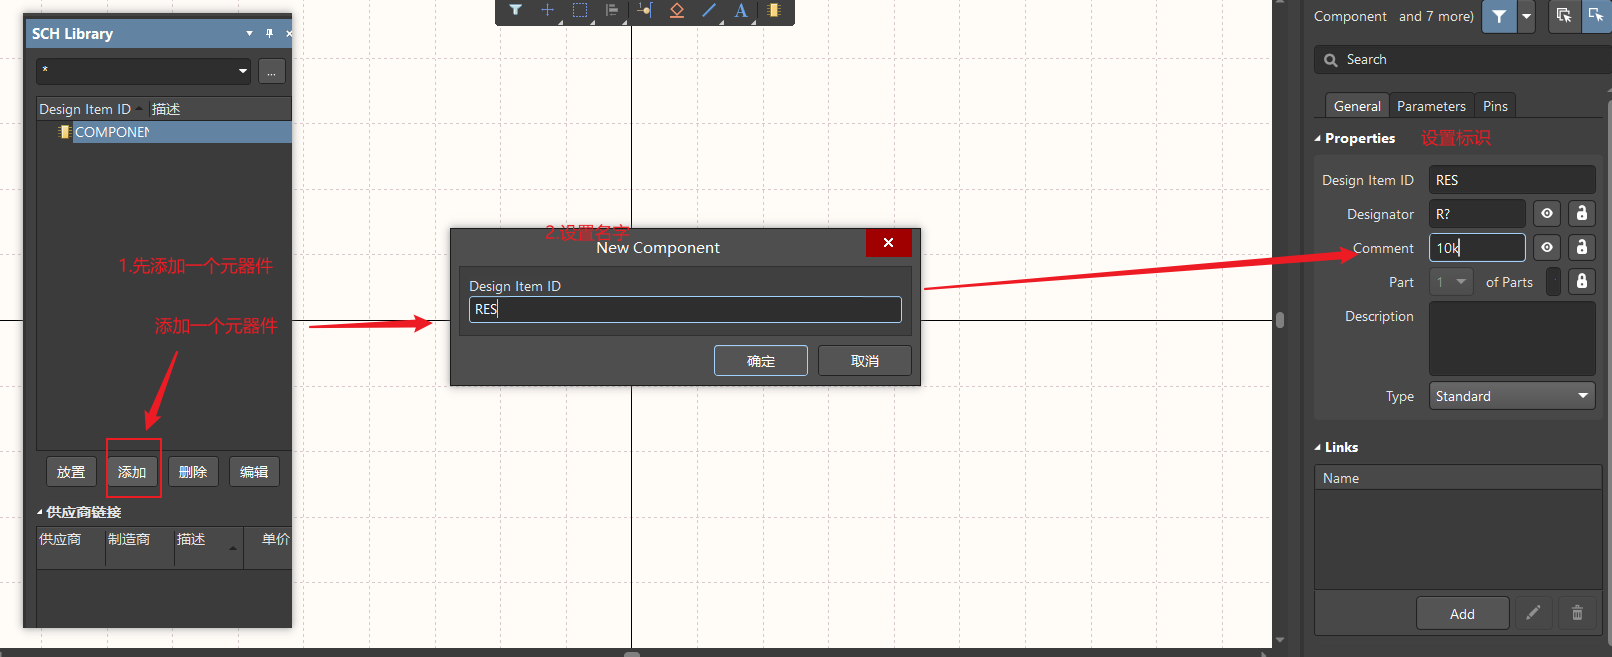 SCH Library
*
...
Design Item ID 描述
COMPONEN
1.先添加一个元器件
添加一个元器件
放置 添加 删除 编辑
供应商链接
供应商 制造商 描述 单价
A
2.设置名字
New Component
Design Item ID
RES
确定 取消
Component and 7 more)
Search
General Parameters Pins
Properties 设置标识
Design Item ID RES
Designator R?
Comment 10k
Part 1 of Parts
Description
Type Standard
Links
Name
Add